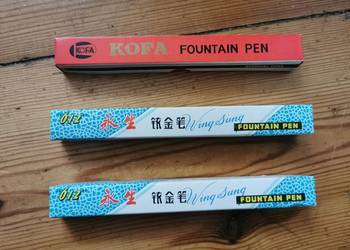 KOFA KOFA FOUNTAIN PEN
612 永生 铱金笔 Wing Sung FOUNTAIN PEN
612 永生 铱金笔 Wing Sung FOUNTAIN PEN